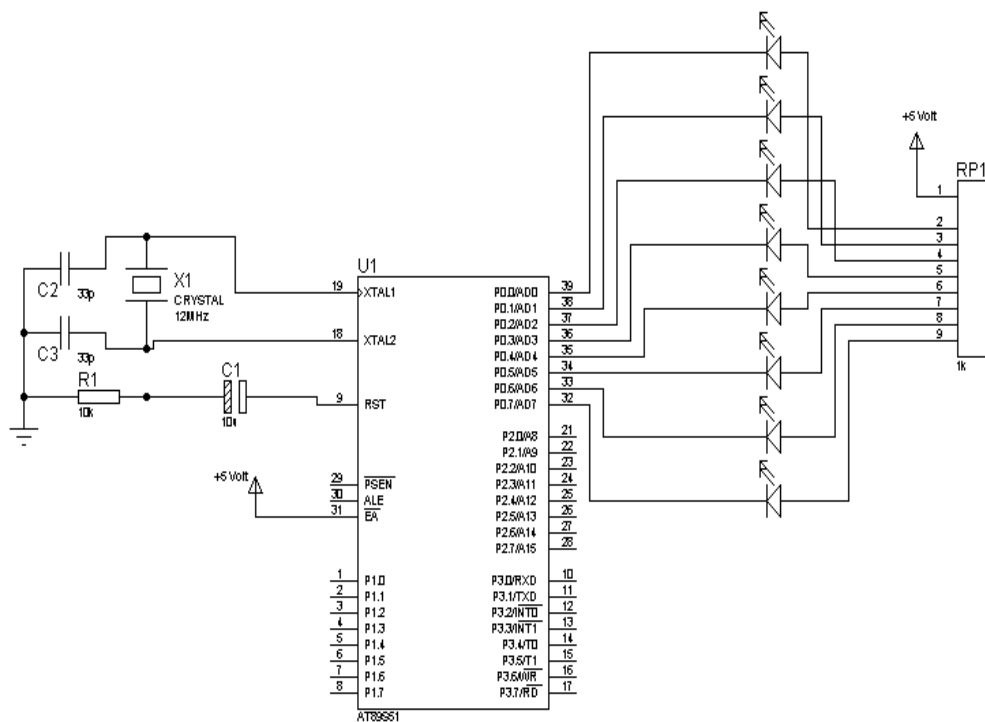 +5 Volt
RP1
1
2
3
4
5
6
7
8
9
1k
C2
33p
X1
CRYSTAL
12MHz
C3
33p
R1
10k
C1
10u
+5 Volt
U1
19 XTAL1
18 XTAL2
9 RST
29 PSEN
30 ALE
31 EA
1 P1.0
2 P1.1
3 P1.2
4 P1.3
5 P1.4
6 P1.5
7 P1.6
8 P1.7
P0.0/AD0 39
P0.1/AD1 38
P0.2/AD2 37
P0.3/AD3 36
P0.4/AD4 35
P0.5/AD5 34
P0.6/AD6 33
P0.7/AD7 32
P2.0/A8 21
P2.1/A9 22
P2.2/A10 23
P2.3/A11 24
P2.4/A12 25
P2.5/A13 26
P2.6/A14 27
P2.7/A15 28
P3.0/RXD 10
P3.1/TXD 11
P3.2/INT0 12
P3.3/INT1 13
P3.4/T0 14
P3.5/T1 15
P3.6/WR 16
P3.7/RD 17
AT89S51